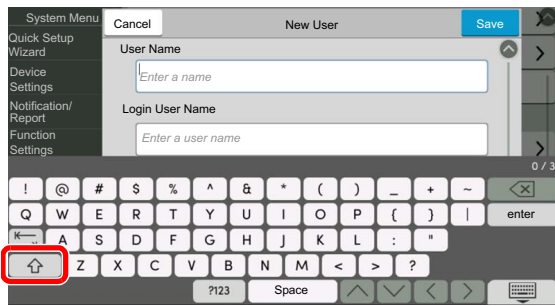 System Menu
Cancel
New User
Save
Quick Setup
Wizard
User Name
Enter a name
Device
Settings
Notification/
Report
Login User Name
Enter a user name
Function
Settings
0 / 3
! @ # $ % ^ & * ( ) _ + ~
Q W E R T Y U I O P { } | enter
A S D F G H J K L : "
Z X C V B N M < > ?
?123 Space